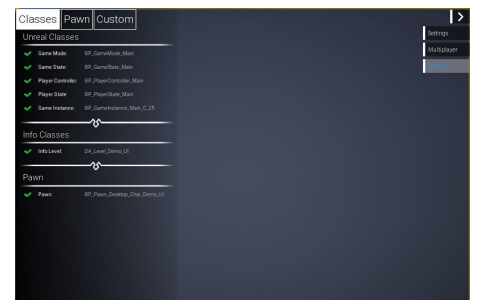 Classes Pawn Custom
Unreal Classes
Game Mode: BP_GameMode_Main
Game State: BP_GameState_Main
Player Controller: BP_PlayerController_Main
Player State BP_PlayerState_Main
Game Instance: BP_GameInstance_Main_C_25
Info Classes
Info Level: DA_Level_Demo_UI
Pawn
Pawn: BP_Pawn_Desktop_Char_Demo_UI
Settings
Multiplayer